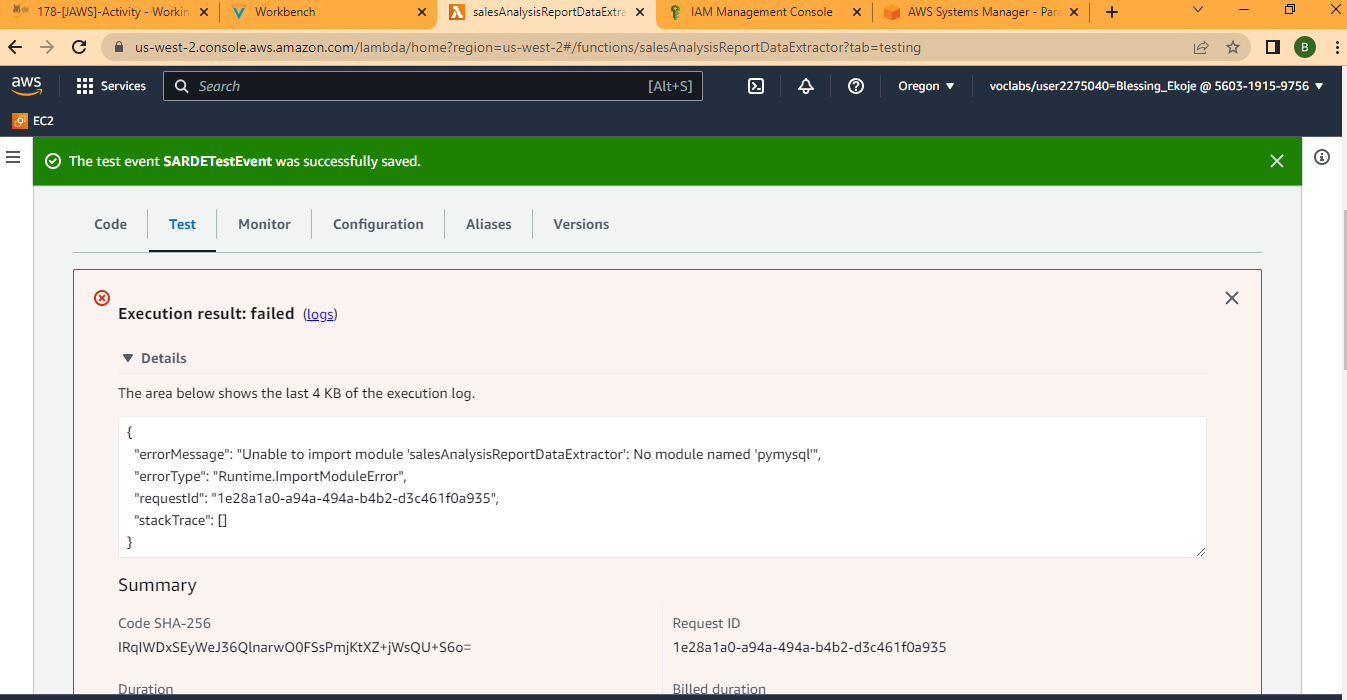 178-[JAWS]-Activity - Workin
Workbench
salesAnalysisReportDataExtra
IAM Management Console
AWS Systems Manager - Par
us-west-2.console.aws.amazon.com/lambda/home?region=us-west-2#/functions/salesAnalysisReportDataExtractor?tab=testing
B
aws
Services
Search
[Alt+S]
Oregon
voclabs/user2275040=Blessing_Ekoje @ 5603-1915-9756
EC2
The test event SARDETestEvent was successfully saved.
Code
Test
Monitor
Configuration
Aliases
Versions
Execution result: failed (logs)
Details
The area below shows the last 4 KB of the execution log.
{
"errorMessage": "Unable to import module 'salesAnalysisReportDataExtractor': No module named 'pymysql'",
"errorType": "Runtime.ImportModuleError",
"requestId": "1e28a1a0-a94a-494a-b4b2-d3c461f0a935",
"stackTrace": []
}
Summary
Code SHA-256
IRqIWDxSEyWeJ36QlnarwO0FSsPmjKtXZ+jWsQU+S6o=
Request ID
1e28a1a0-a94a-494a-b4b2-d3c461f0a935
Duration
Billed duration